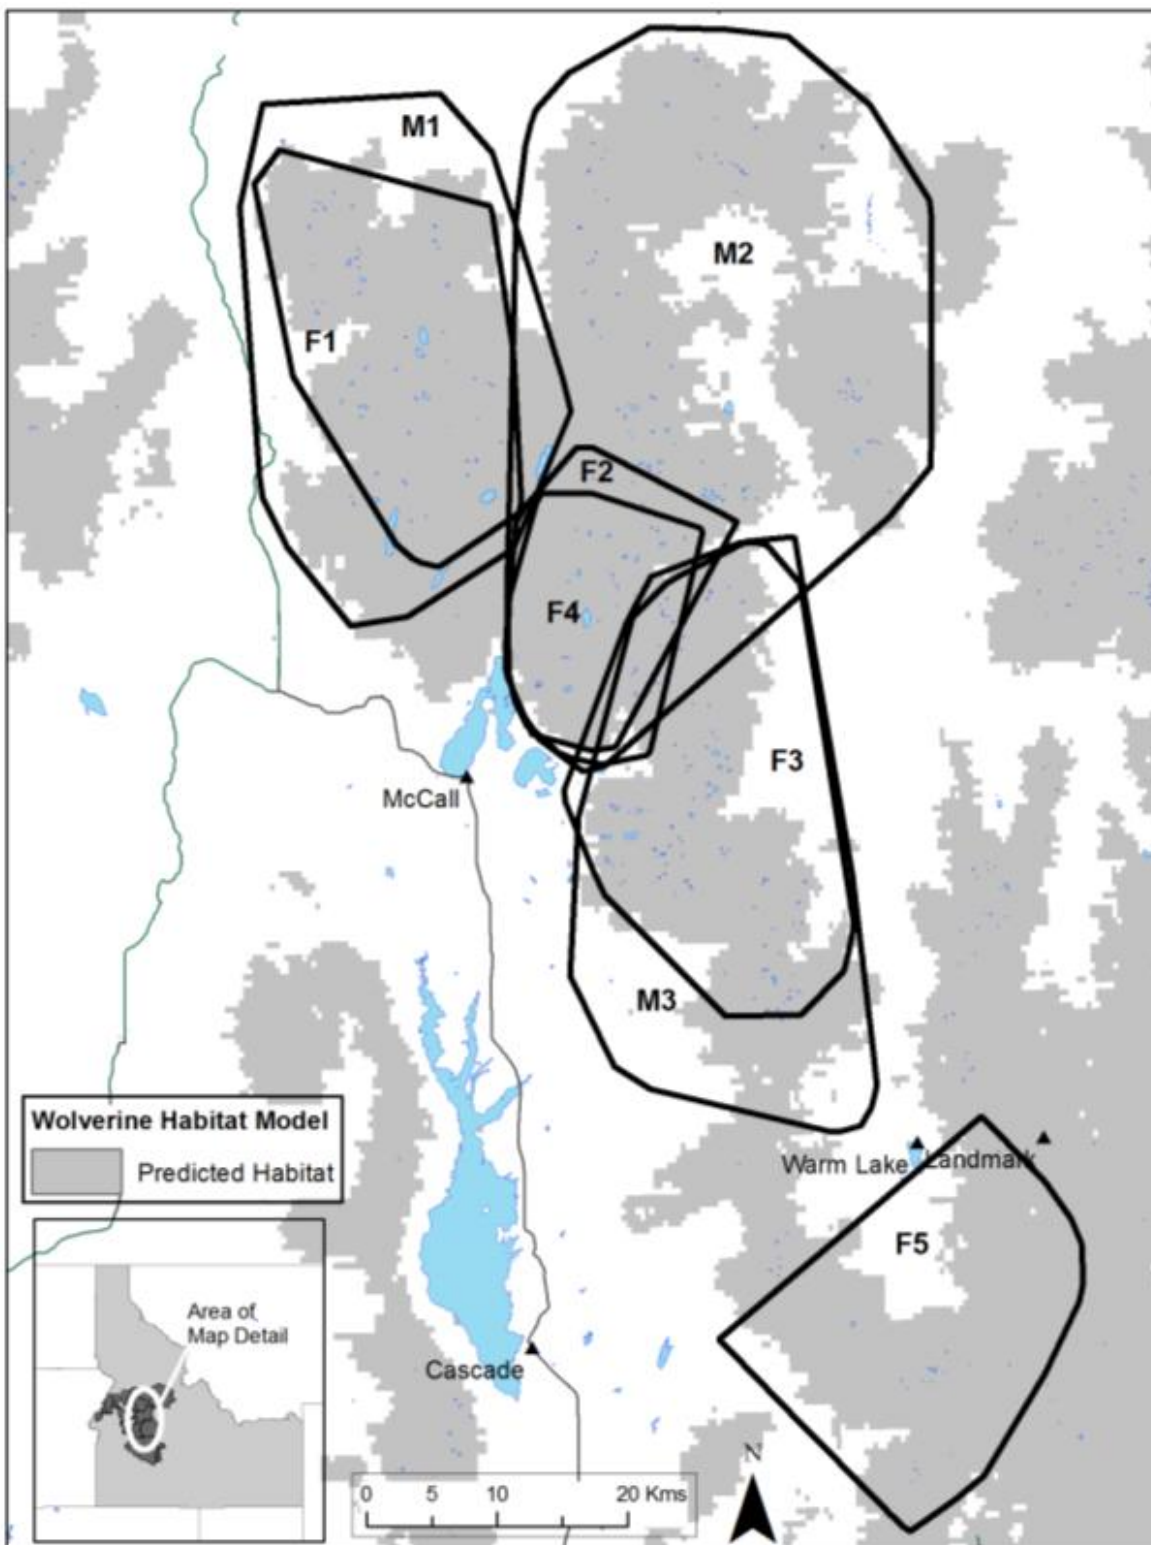 M1
M2
F1
F2
F4
F3
McCall
M3
Wolverine Habitat Model
Predicted Habitat
Warm Lake
Landmark
F5
Area of
Map Detail
Cascade
N
0 5 10 20 Kms